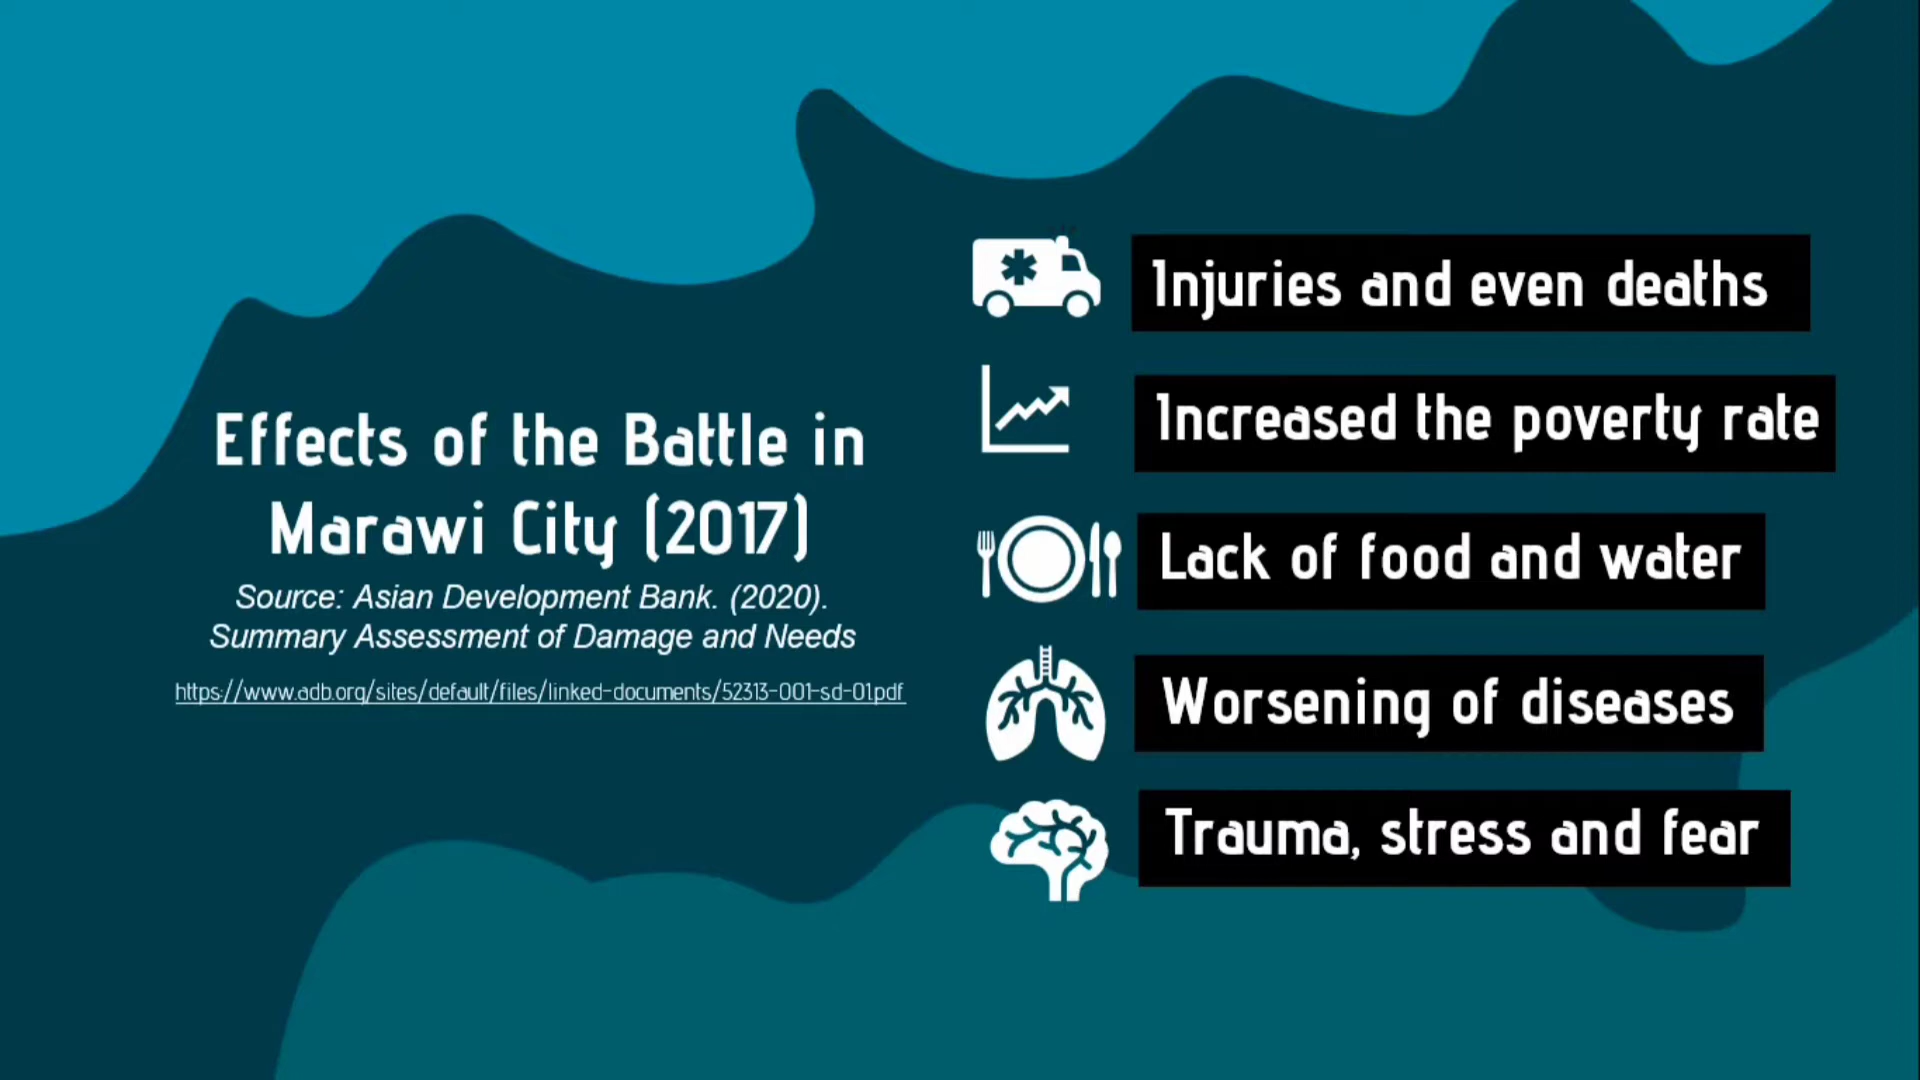 Effects of the Battle in
Marawi City (2017)
Source: Asian Development Bank. (2020).
Summary Assessment of Damage and Needs
https://www.adb.org/sites/default/files/linked-documents/52313-001-sd-01.pdf
Injuries and even deaths
Increased the poverty rate
Lack of food and water
Worsening of diseases
Trauma, stress and fear